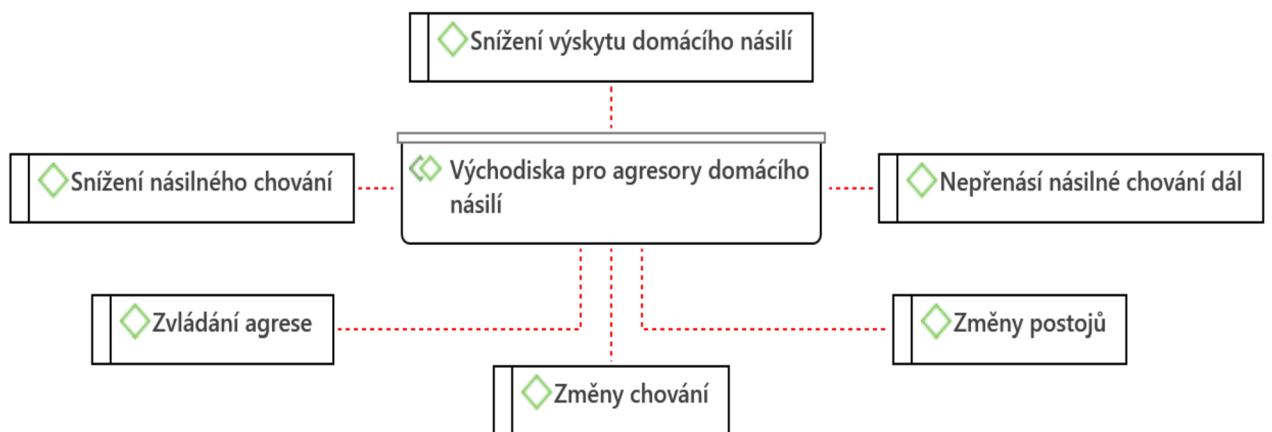 Snížení výskytu domácího násilí
Východiska pro agresory domácího
násilí
Snížení násilného chování
Nepřenásí násilné chování dál
Zvládání agrese
Změny postojů
Změny chování